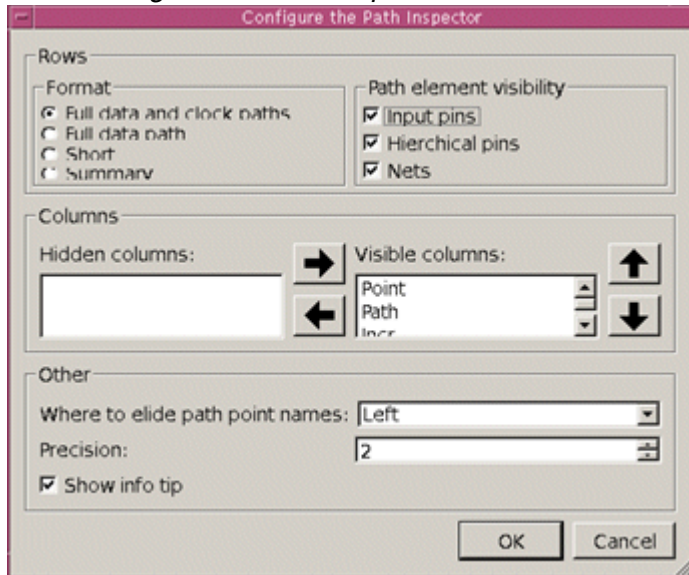 Configure the Path Inspector
Rows
Format
Full data and clock paths
Full data path
Short
Summary
Path element visibility
Input pins
Hierchical pins
Nets
Columns
Hidden columns:
Visible columns:
Point
Path
Incr
Other
Where to elide path point names: Left
Precision: 2
Show info tip
OK Cancel